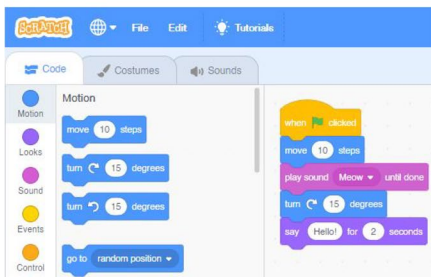 SCRATCH File Edit Tutorials
Code Costumes Sounds
Motion
Looks
Sound
Events
Control
Motion
move 10 steps
turn 15 degrees
turn 15 degrees
go to random position
when clicked
move 10 steps
play sound Meow until done
turn 15 degrees
say Hello! for 2 seconds